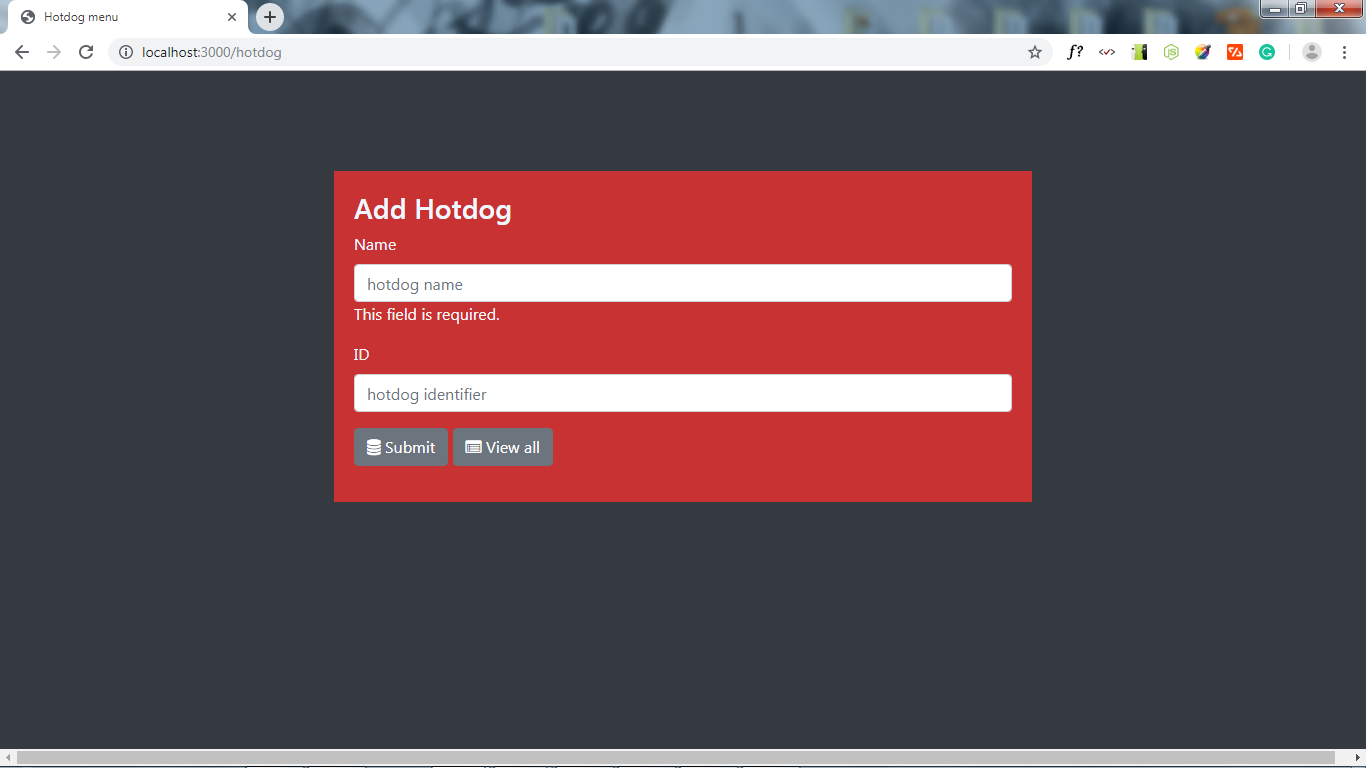 Hotdog menu
localhost:3000/hotdog
f?
Add Hotdog
Name
hotdog name
This field is required.
ID
hotdog identifier
Submit View all